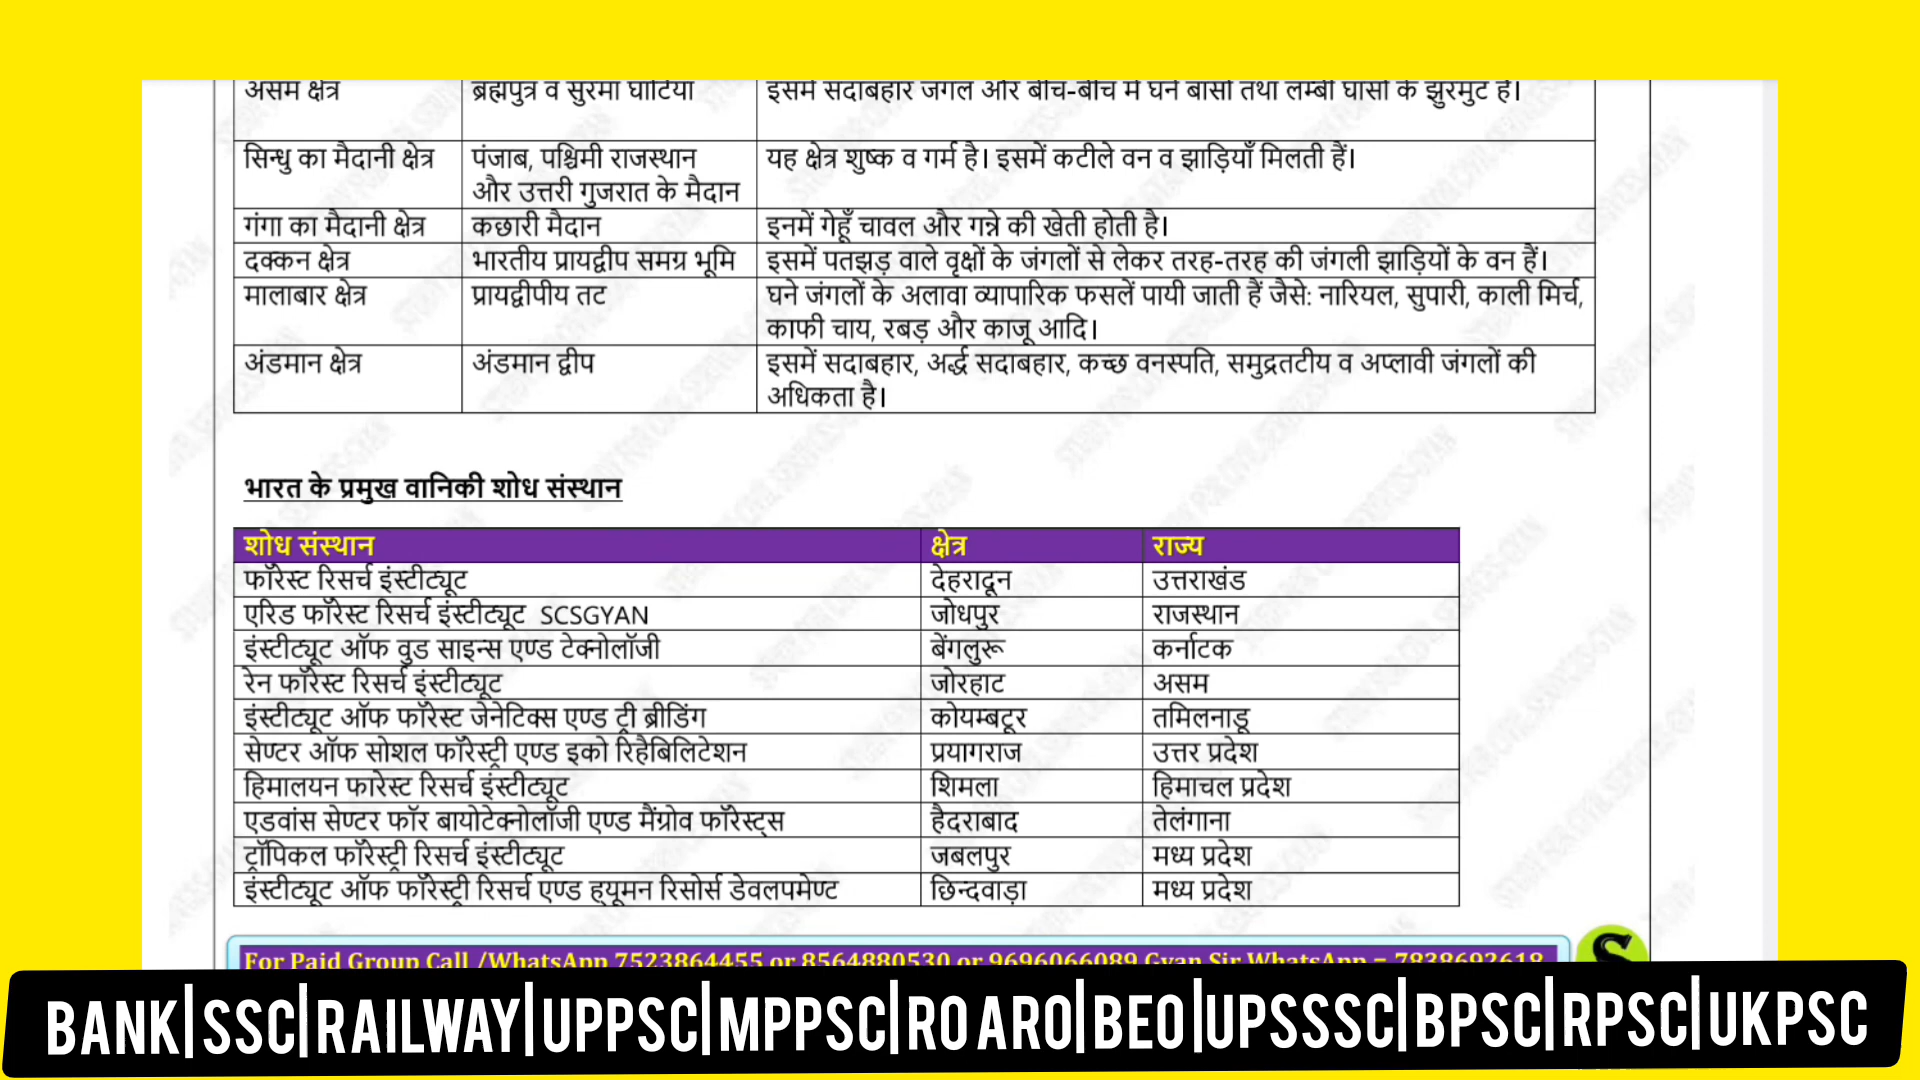 असम क्षेत्र ब्रह्मपुत्र व सुरमा घाटियाँ इसमें सदाबहार जंगल और बीच-बीच में घने बांसों तथा लम्बी घासों के झुरमुट हैं।
सिन्धु का मैदानी क्षेत्र पंजाब, पश्चिमी राजस्थान यह क्षेत्र शुष्क व गर्म है। इसमें कटीले वन व झाड़ियाँ मिलती हैं।
और उत्तरी गुजरात के मैदान
गंगा का मैदानी क्षेत्र कछारी मैदान इनमें गेहूँ चावल और गन्ने की खेती होती है।
दक्कन क्षेत्र भारतीय प्रायद्वीप समग्र भूमि इसमें पतझड़ वाले वृक्षों के जंगलों से लेकर तरह-तरह की जंगली झाड़ियों के वन हैं।
मालाबार क्षेत्र प्रायद्वीपीय तट घने जंगलों के अलावा व्यापारिक फसलें पायी जाती हैं जैसे: नारियल, सुपारी, काली मिर्च,
काफी चाय, रबड़ और काजू आदि।
अंडमान क्षेत्र अंडमान द्वीप इसमें सदाबहार, अर्द्ध सदाबहार, कच्छ वनस्पति, समुद्रतटीय व अप्लावी जंगलों की
अधिकता है।
भारत के प्रमुख वानिकी शोध संस्थान
शोध संस्थान क्षेत्र राज्य
फॉरेस्ट रिसर्च इंस्टीट्यूट देहरादून उत्तराखंड
एरिड फॉरेस्ट रिसर्च इंस्टीट्यूट SCSGYAN जोधपुर राजस्थान
इंस्टीट्यूट ऑफ वुड साइन्स एण्ड टेक्नोलॉजी बेंगलुरू कर्नाटक
रेन फॉरेस्ट रिसर्च इंस्टीट्यूट जोरहाट असम
इंस्टीट्यूट ऑफ फॉरेस्ट जेनेटिक्स एण्ड ट्री ब्रीडिंग कोयम्बटूर तमिलनाडू
सेण्टर ऑफ सोशल फॉरेस्ट्री एण्ड इको रिहैबिलिटेशन प्रयागराज उत्तर प्रदेश
हिमालयन फारेस्ट रिसर्च इंस्टीट्यूट शिमला हिमाचल प्रदेश
एडवांस सेण्टर फॉर बायोटेक्नोलॉजी एण्ड मैंग्रोव फॉरेस्ट्स हैदराबाद तेलंगाना
ट्रॉपिकल फॉरेस्ट्री रिसर्च इंस्टीट्यूट जबलपुर मध्य प्रदेश
इंस्टीट्यूट ऑफ फॉरेस्ट्री रिसर्च एण्ड ह्यूमन रिसोर्स डेवलपमेण्ट छिन्दवाड़ा मध्य प्रदेश
For Paid Group Call /WhatsApp 7523864455 or 8564880530 or 9696066089 Gyan Sir WhatsApp = 7838692618
BANK|SSC|RAILWAY|UPPSC|MPPSC|RO ARO|BEO|UPSSSC|BPSC|RPSC|UKPSC